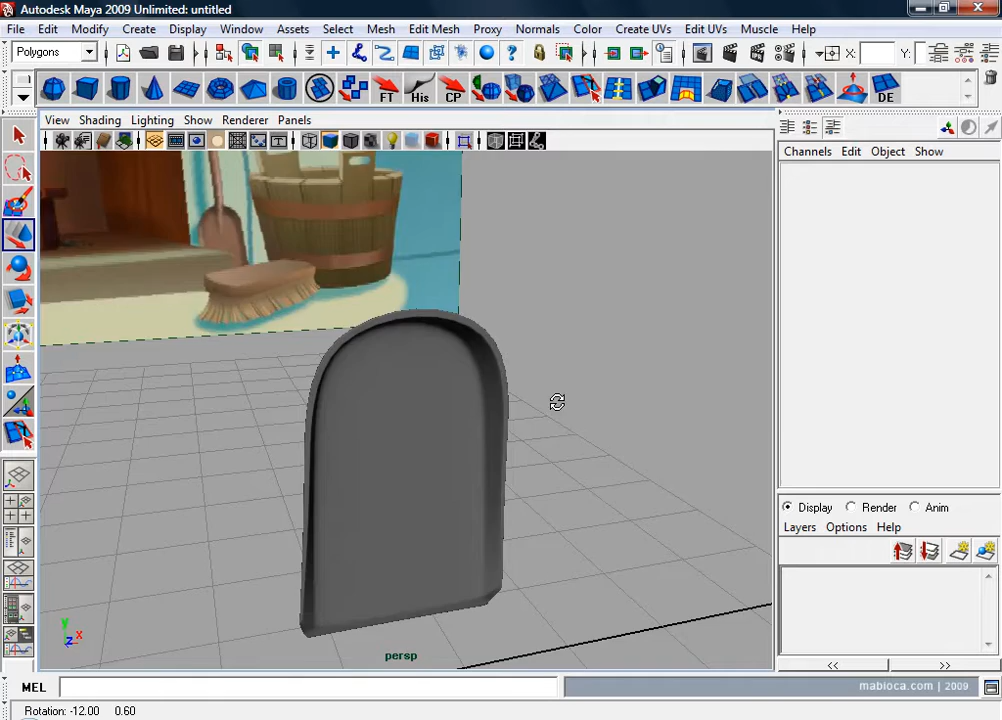 Autodesk Maya 2009 Unlimited: untitled
File Edit Modify Create Display Window Assets Mesh Edit Mesh Proxy Normals Color Create UVs Edit UVs Muscle Help
Polygons X: Y:
FT His CP DE
View Shading Lighting Show Renderer Panels
Channels Edit Object Show
Display Render Anim
Layers Options Help
y x z
persp
<< >>
MEL mabioca.com | 2009
Rotation: -12.00 0.60